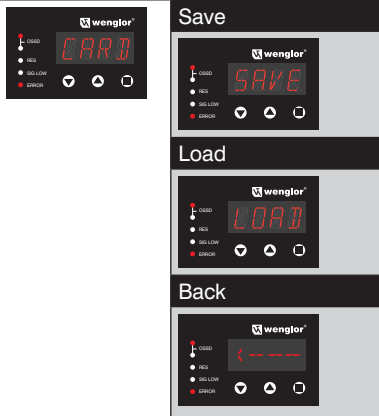 wenglor®
OSSD
CARD
RES
SIG LOW
ERROR
Save
wenglor®
OSSD
SAVE
RES
SIG LOW
ERROR
Load
wenglor®
OSSD
LOAD
RES
SIG LOW
ERROR
Back
wenglor®
OSSD
<-----
RES
SIG LOW
ERROR